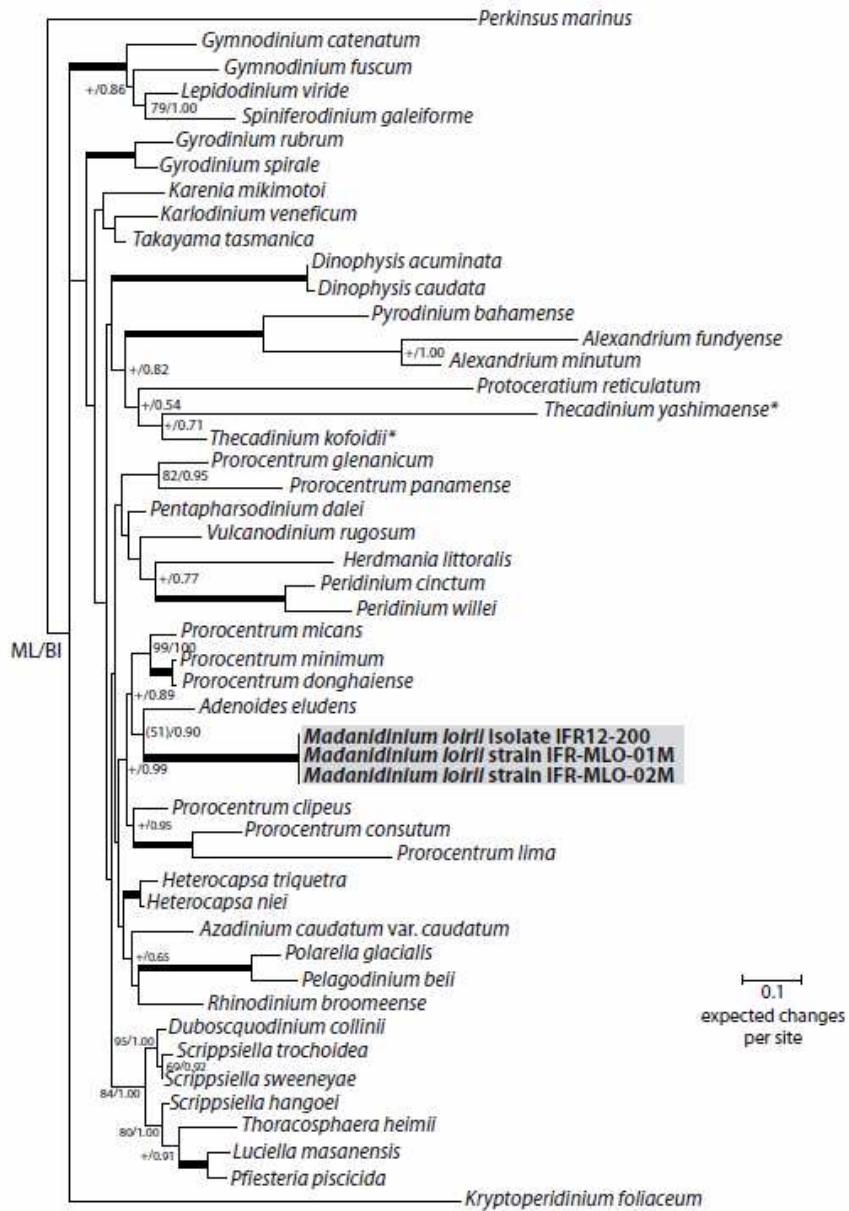 Perkinsus marinus
Gymnodinium catenatum
Gymnodinium fuscum
+/0.86
Lepidodinium viride
79/1.00
Spiniferodinium galeiforme
Gyrodinium rubrum
Gyrodinium spirale
Karenia mikimotoi
Karlodinium veneficum
Takayama tasmanica
Dinophysis acuminata
Dinophysis caudata
Pyrodinium bahamense
Alexandrium fundyense
+/1.00
Alexandrium minutum
+/0.82
Protoceratium reticulatum
+/0.54
Thecadinium yashimaense*
+/0.71
Thecadinium kofoidii*
Prorocentrum glenanicum
82/0.95
Prorocentrum panamense
Pentapharsodinium dalei
Vulcanodinium rugosum
Herdmania littoralis
+/0.77
Peridinium cinctum
Peridinium willei
Prorocentrum micans
ML/BI
99/100
Prorocentrum minimum
Prorocentrum donghaiense
+/0.89
Adenoides eludens
(51)/0.90
Madanidinium loirii isolate IFR12-200
Madanidinium loirii strain IFR-MLO-01M
+/0.99
Madanidinium loirii strain IFR-MLO-02M
Prorocentrum clipeus
+/0.95
Prorocentrum consutum
Prorocentrum lima
Heterocapsa triquetra
Heterocapsa niei
Azadinium caudatum var. caudatum
+/0.65
Polarella glacialis
Pelagodinium beii
0.1
expected changes
per site
Rhinodinium broomeense
Duboscquodinium collinii
95/1.00
Scrippsiella trochoidea
69/0.92
Scrippsiella sweeneyae
84/1.00
Scrippsiella hangoei
Thoracosphaera heimii
80/1.00
Luciella masanensis
+/0.91
Pfiesteria piscicida
Kryptoperidinium foliaceum